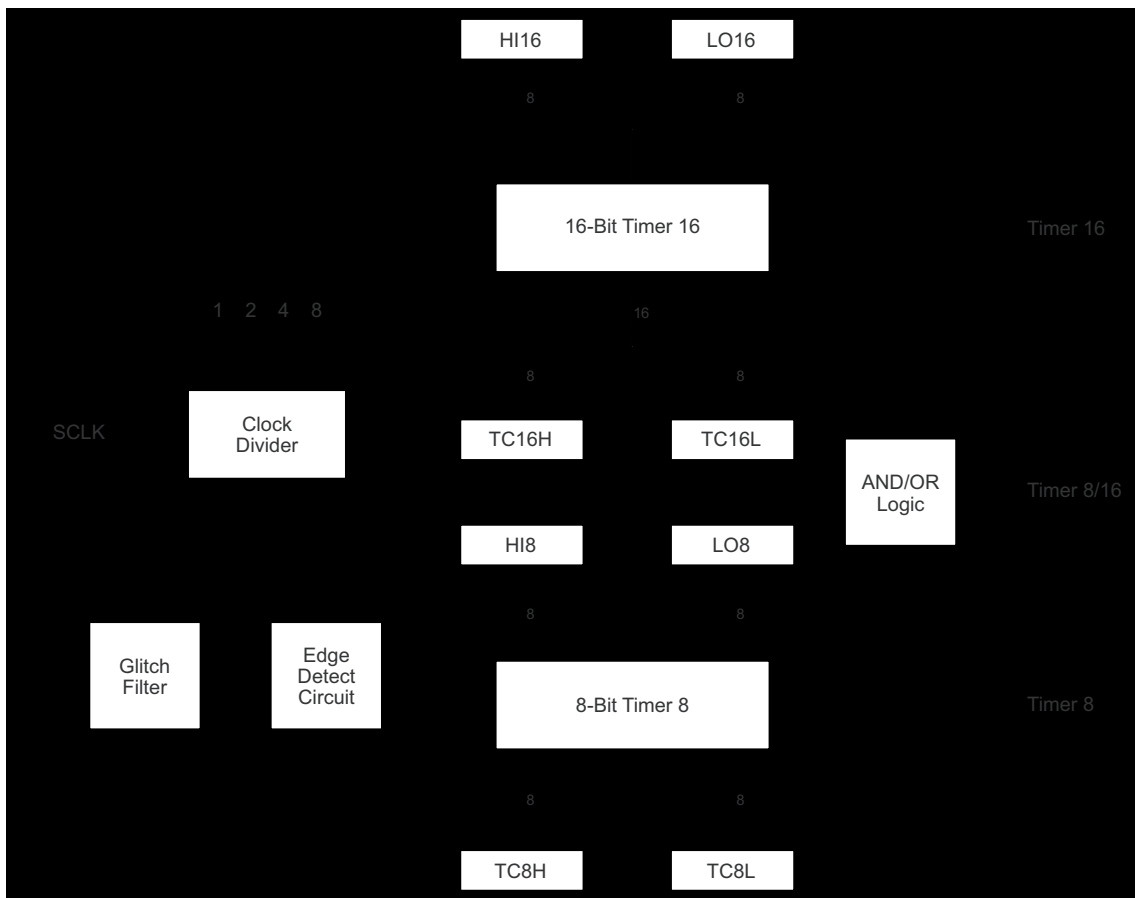 HI16 LO16
8 8
16-Bit Timer 16 Timer 16
1 2 4 8 16
8 8
SCLK
Clock
Divider
TC16H TC16L
AND/OR
Logic
Timer 8/16
HI8 LO8
8 8
Glitch
Filter
Edge
Detect
Circuit
8-Bit Timer 8 Timer 8
8 8
TC8H TC8L